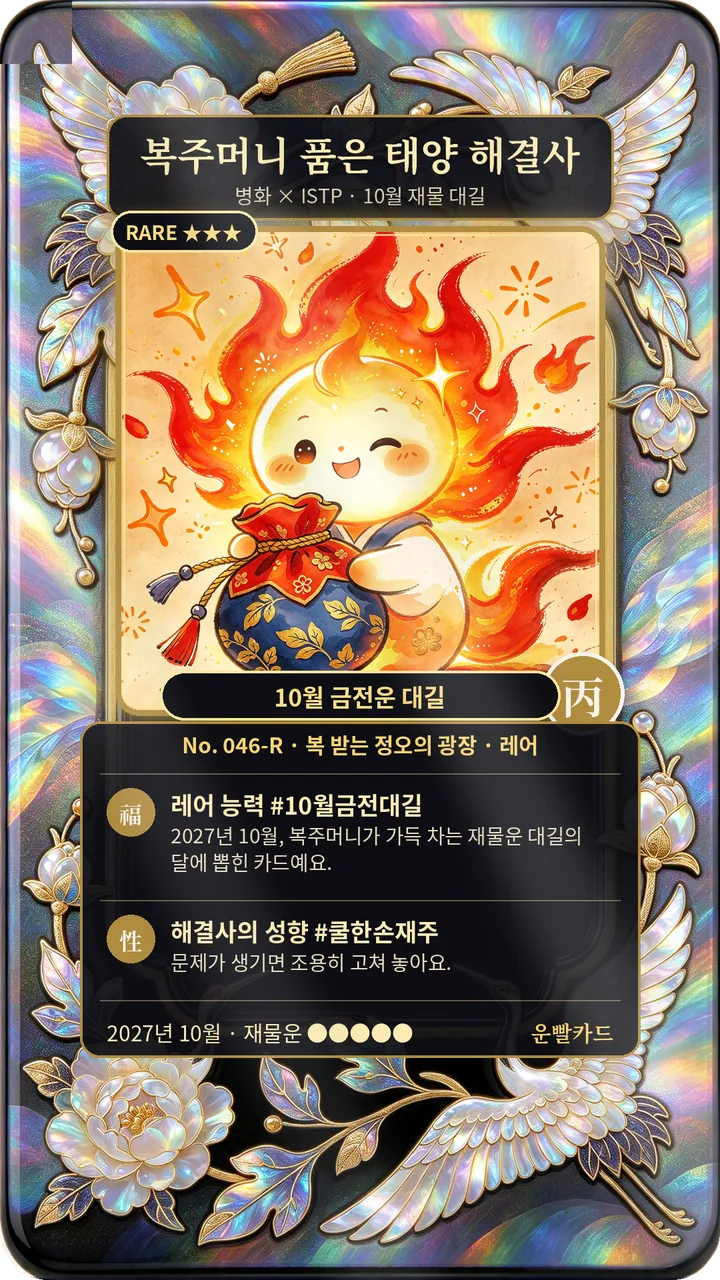 복주머니 품은 태양 해결사
병화 × ISTP · 10월 재물 대길
RARE ★★★
10월 금전운 대길
丙
No. 046-R · 복 받는 정오의 광장 · 레어
福
레어 능력 #10월금전대길
2027년 10월, 복주머니가 가득 차는 재물운 대길의
달에 뽑힌 카드예요.
性
해결사의 성향 #쿨한손재주
문제가 생기면 조용히 고쳐 놓아요.
2027년 10월 · 재물운 ●●●●●
운빨카드